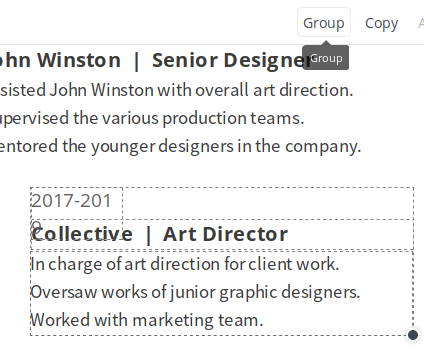 Group Copy
ohn Winston | Senior Designer
Group
sisted John Winston with overall art direction.
upervised the various production teams.
entored the younger designers in the company.
2017-201
9
Collective | Art Director
In charge of art direction for client work.
Oversaw works of junior graphic designers.
Worked with marketing team.